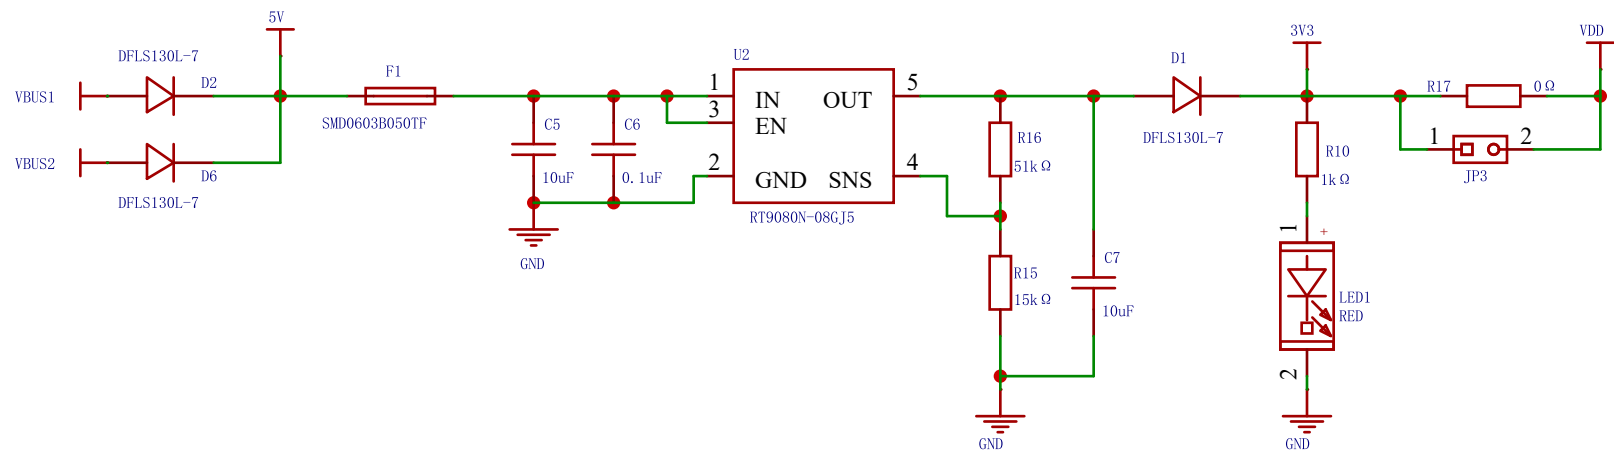 5V
DFLS130L-7
D2
VBUS1
VBUS2
D6
DFLS130L-7
F1
SMD0603B050TF
C5
10uF
C6
0.1uF
GND
U2
1
IN
3
EN
2
GND
OUT
5
SNS
4
RT9080N-08GJ5
R16
51kΩ
R15
15kΩ
C7
10uF
GND
D1
DFLS130L-7
3V3
R10
1kΩ
1
+
LED1
RED
2
GND
R17
0Ω
1
2
JP3
VDD